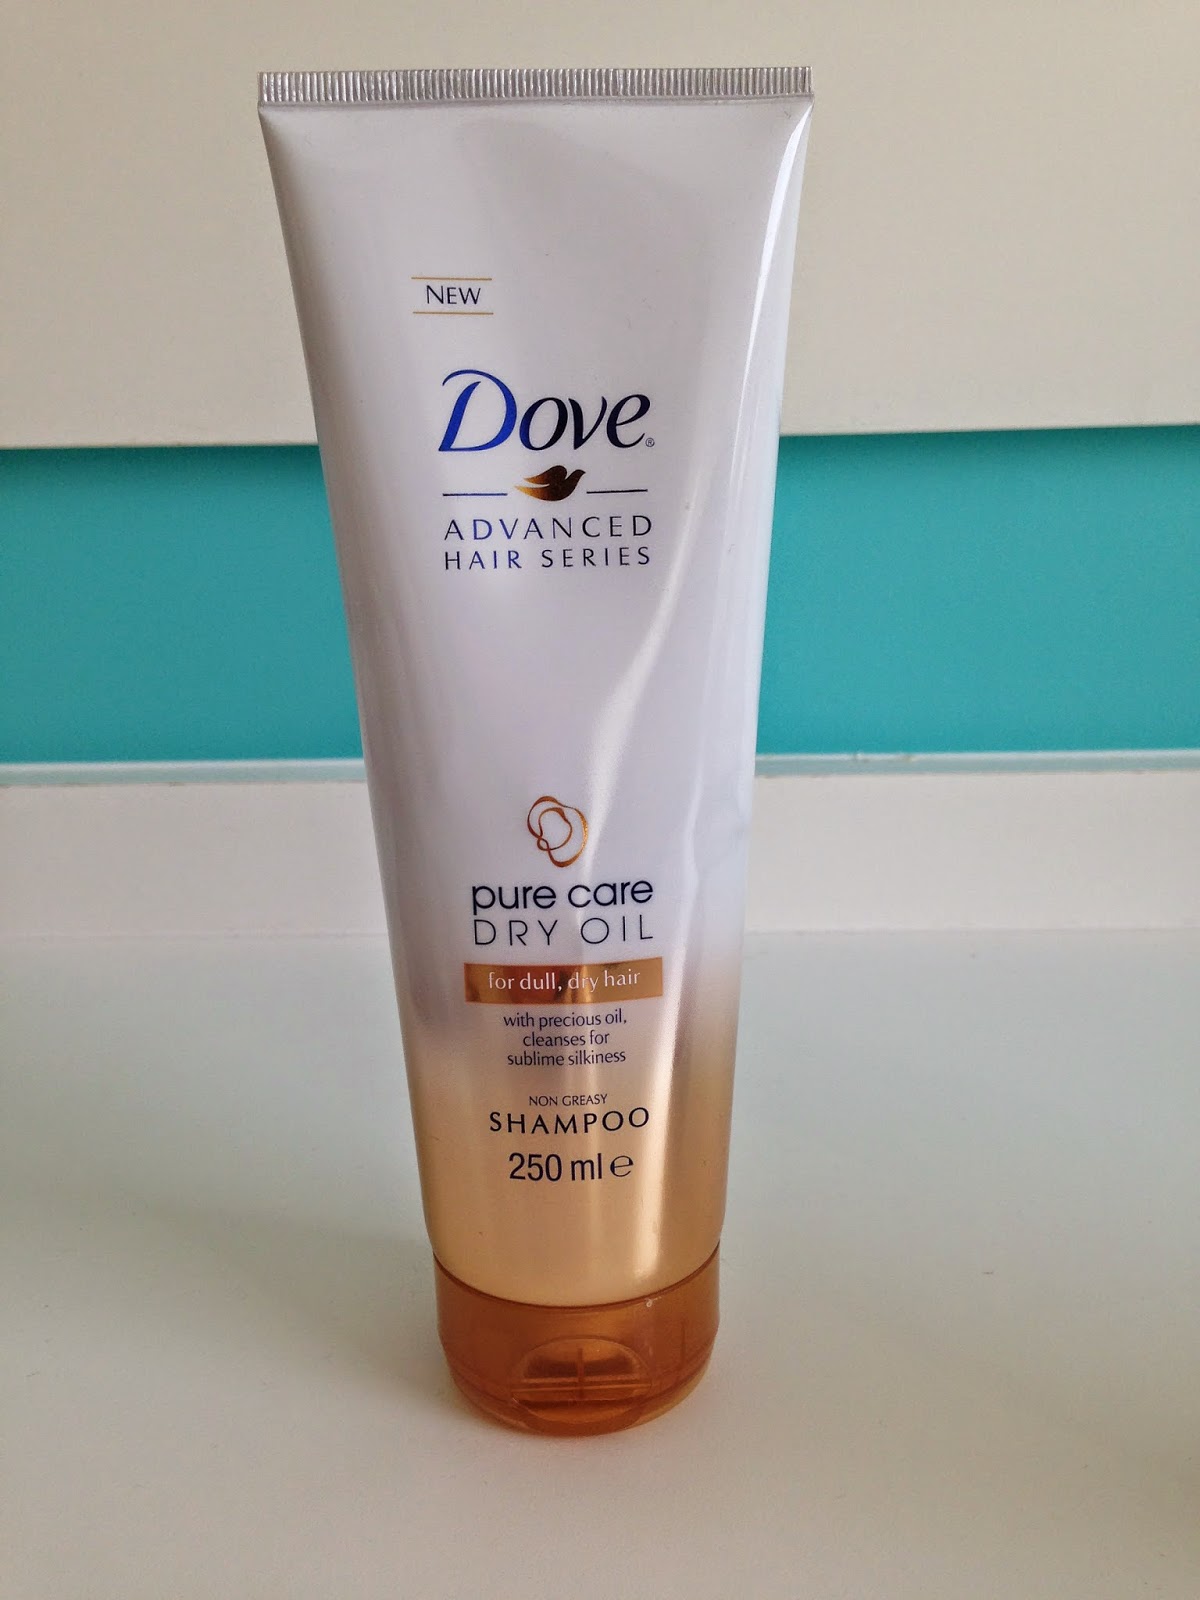 NEW
Dove®
ADVANCED
HAIR SERIES
pure care
DRY OIL
for dull, dry hair
with precious oil,
cleanses for
sublime silkiness
NON GREASY
SHAMPOO
250 ml ℮